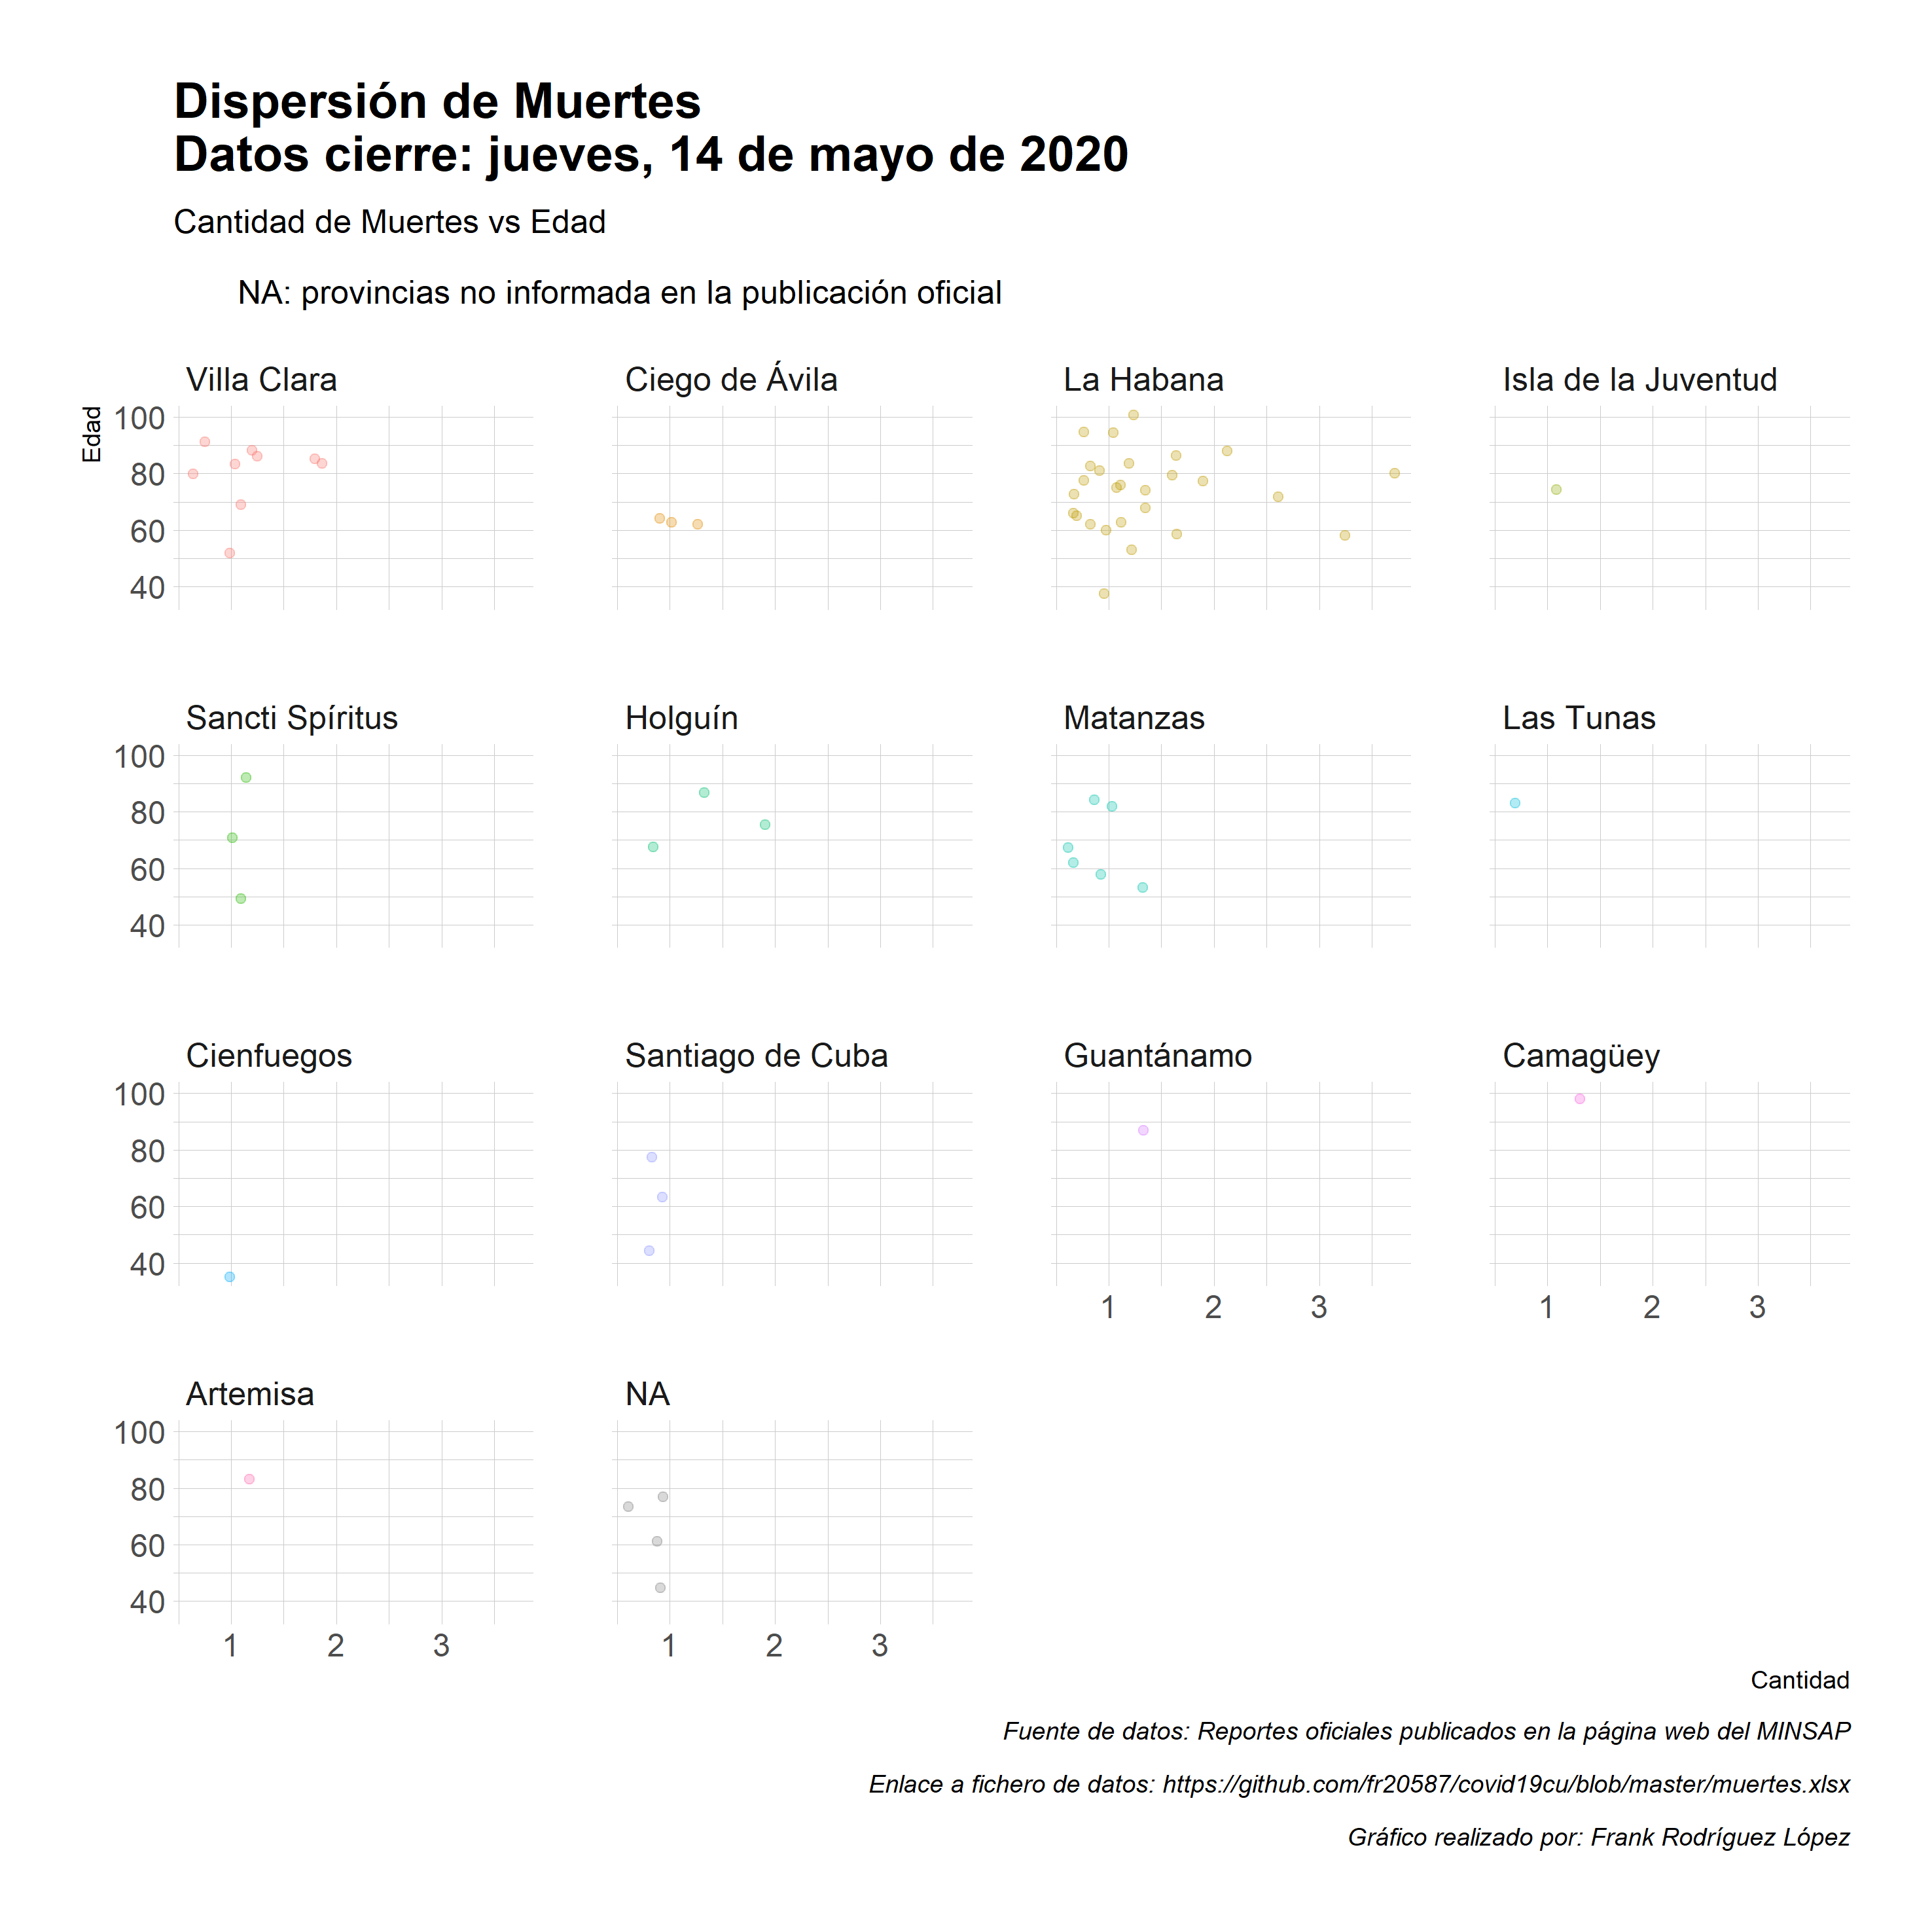 Dispersión de Muertes
Datos cierre: jueves, 14 de mayo de 2020
Cantidad de Muertes vs Edad
NA: provincias no informada en la publicación oficial
Villa Clara
Ciego de Ávila
La Habana
Isla de la Juventud
Edad
100
80
60
40
Sancti Spíritus
Holguín
Matanzas
Las Tunas
100
80
60
40
Cienfuegos
Santiago de Cuba
Guantánamo
Camagüey
100
80
60
40
1 2 3
1 2 3
Artemisa
NA
100
80
60
40
1 2 3
1 2 3
Cantidad
Fuente de datos: Reportes oficiales publicados en la página web del MINSAP
Enlace a fichero de datos: https://github.com/fr20587/covid19cu/blob/master/muertes.xlsx
Gráfico realizado por: Frank Rodríguez López